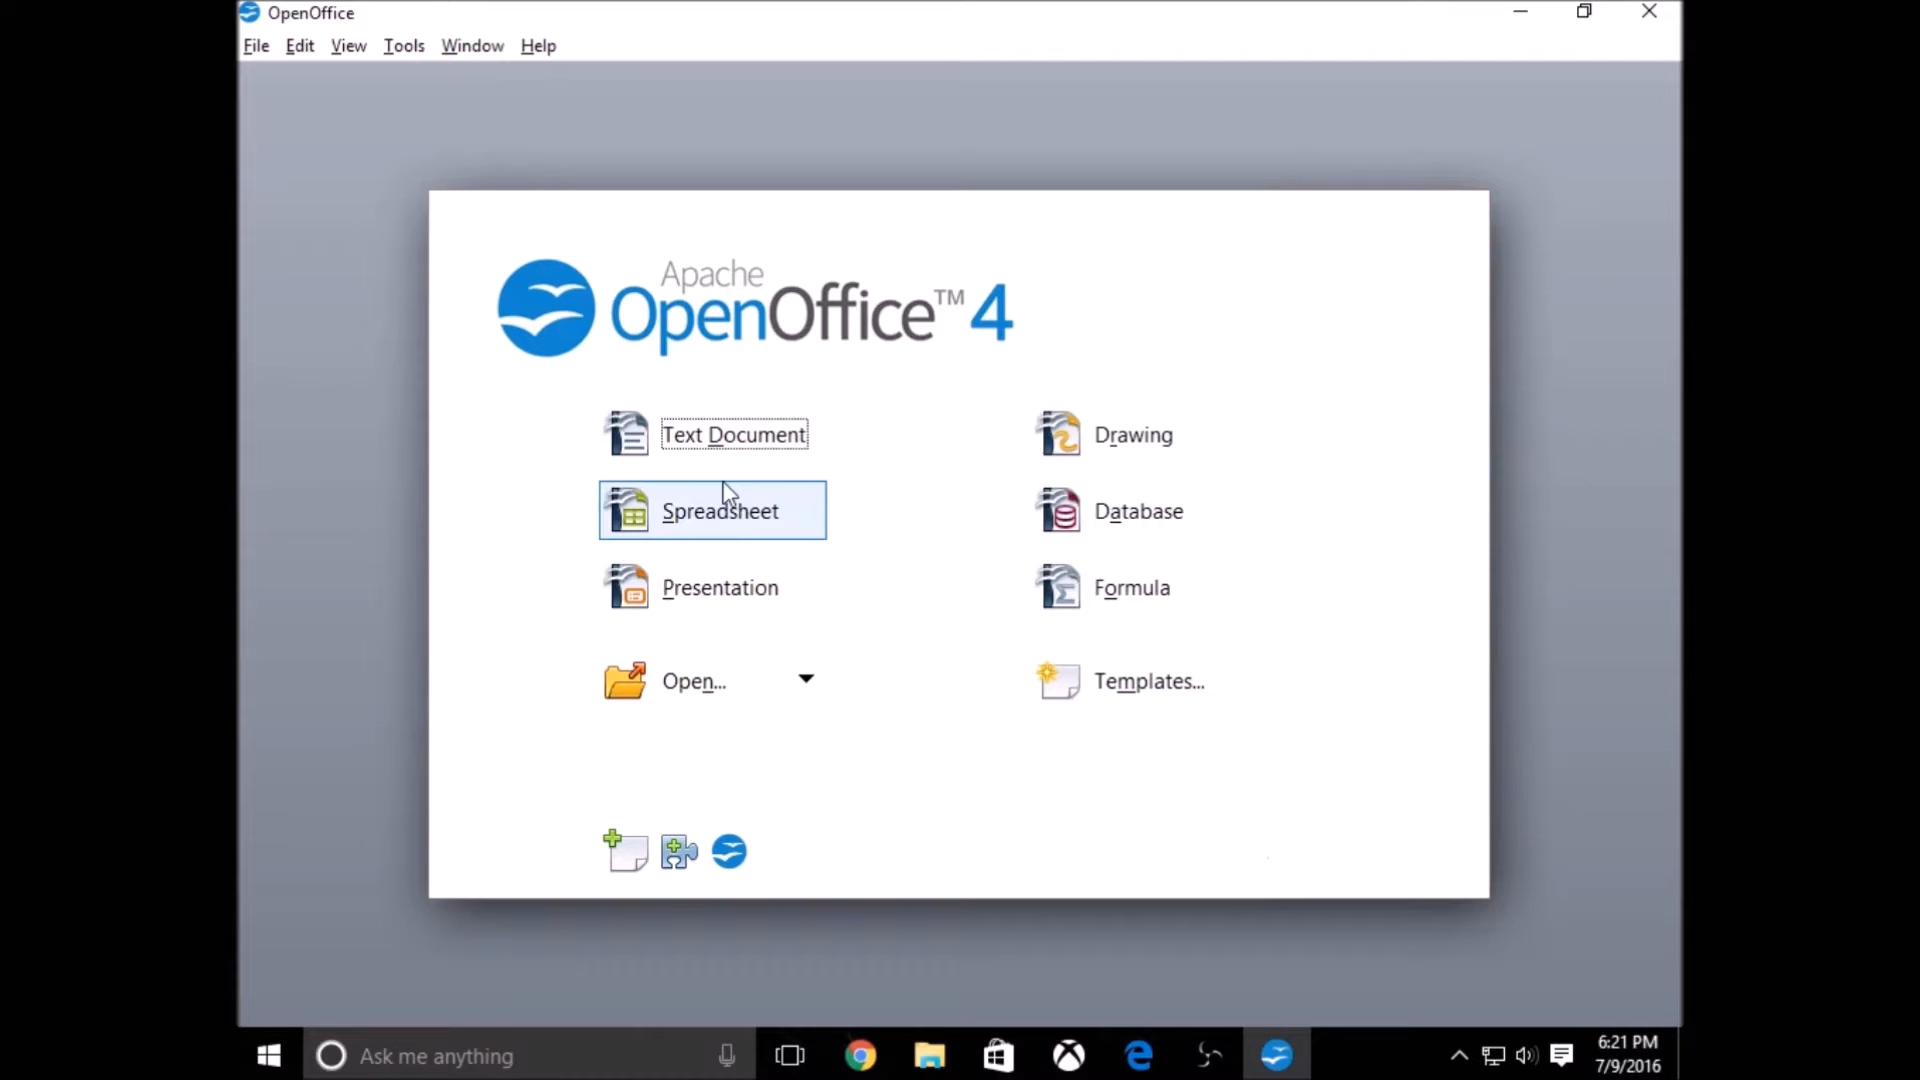 OpenOffice
File Edit View Tools Window Help
Apache
OpenOffice™ 4
Text Document
Drawing
Spreadsheet
Database
Presentation
Formula
Open...
Templates...
Ask me anything
6:21 PM
7/9/2016